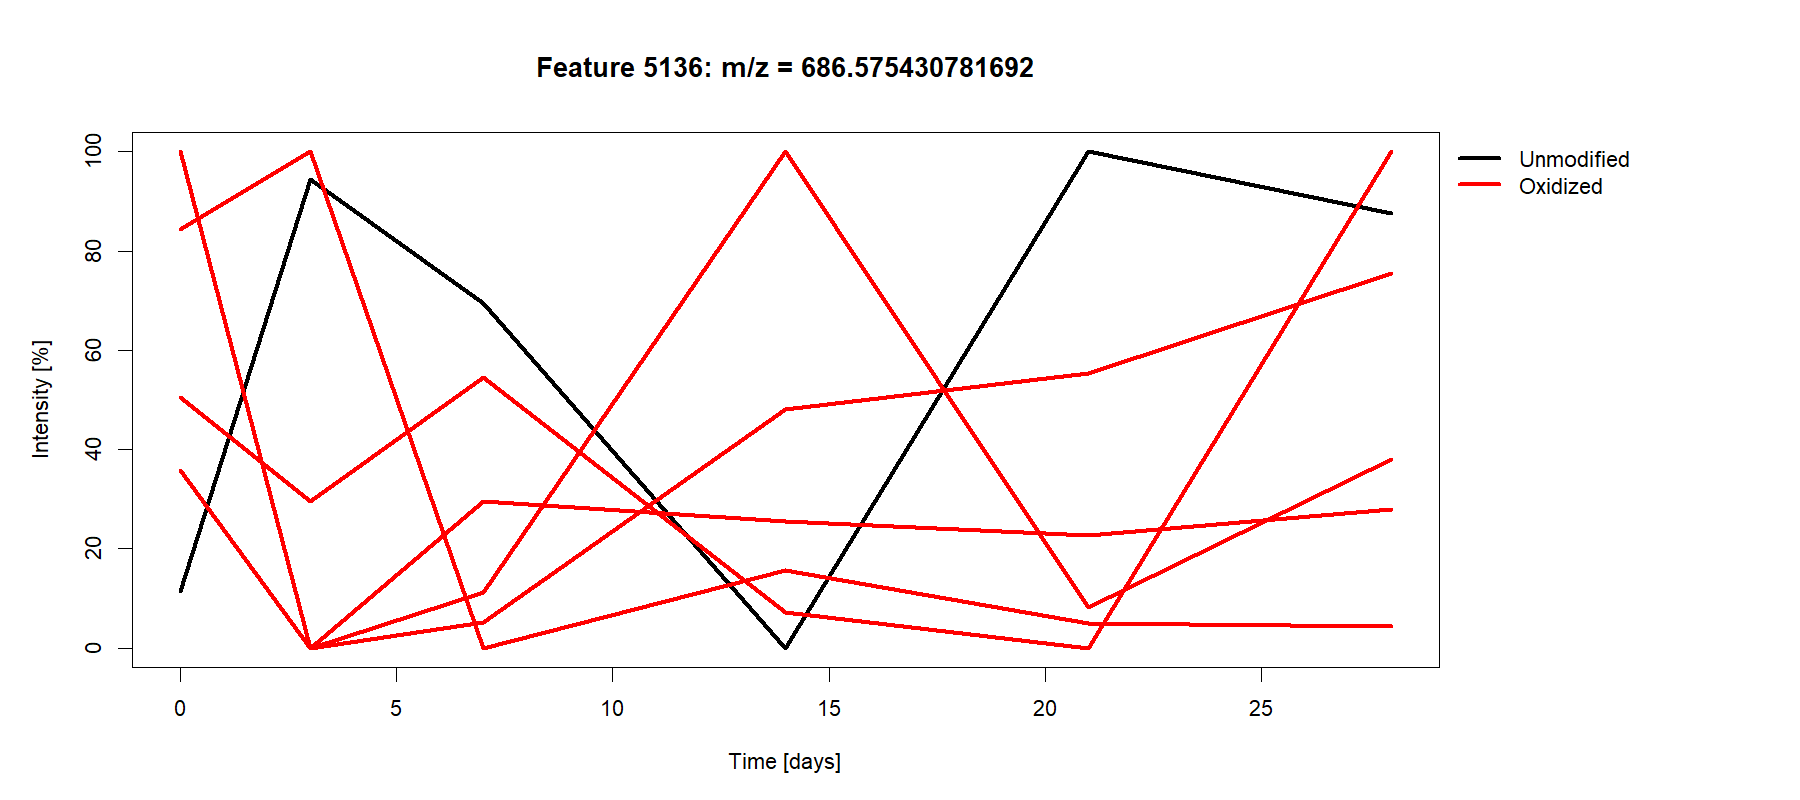 Feature 5136: m/z = 686.575430781692
Unmodified
Oxidized
Intensity [%]
100
80
60
40
20
0
0 5 10 15 20 25
Time [days]